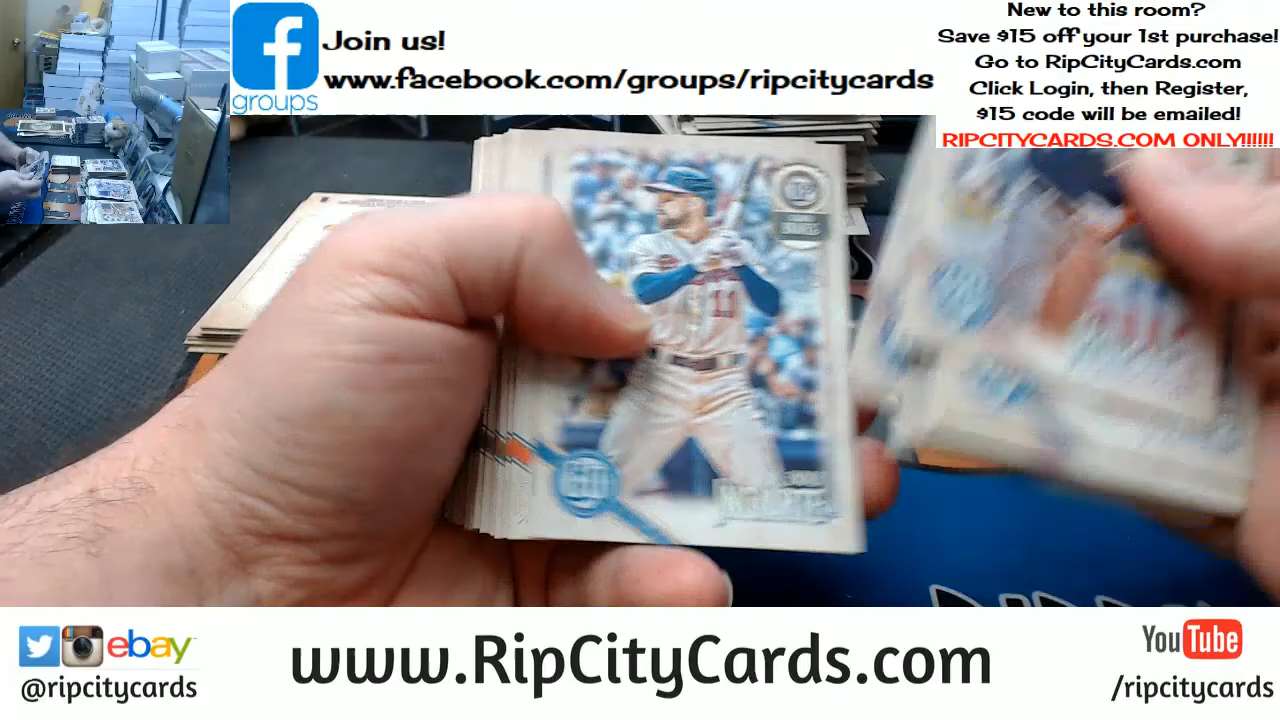 Join us!
www.facebook.com/groups/ripcitycards
groups
New to this room?
Save $15 off your 1st purchase!
Go to RipCityCards.com
Click Login, then Register,
$15 code will be emailed!
RIPCITYCARDS.COM ONLY!!!!!!
11
ebay
@ripcitycards
www.RipCityCards.com
YouTube
/ripcitycards